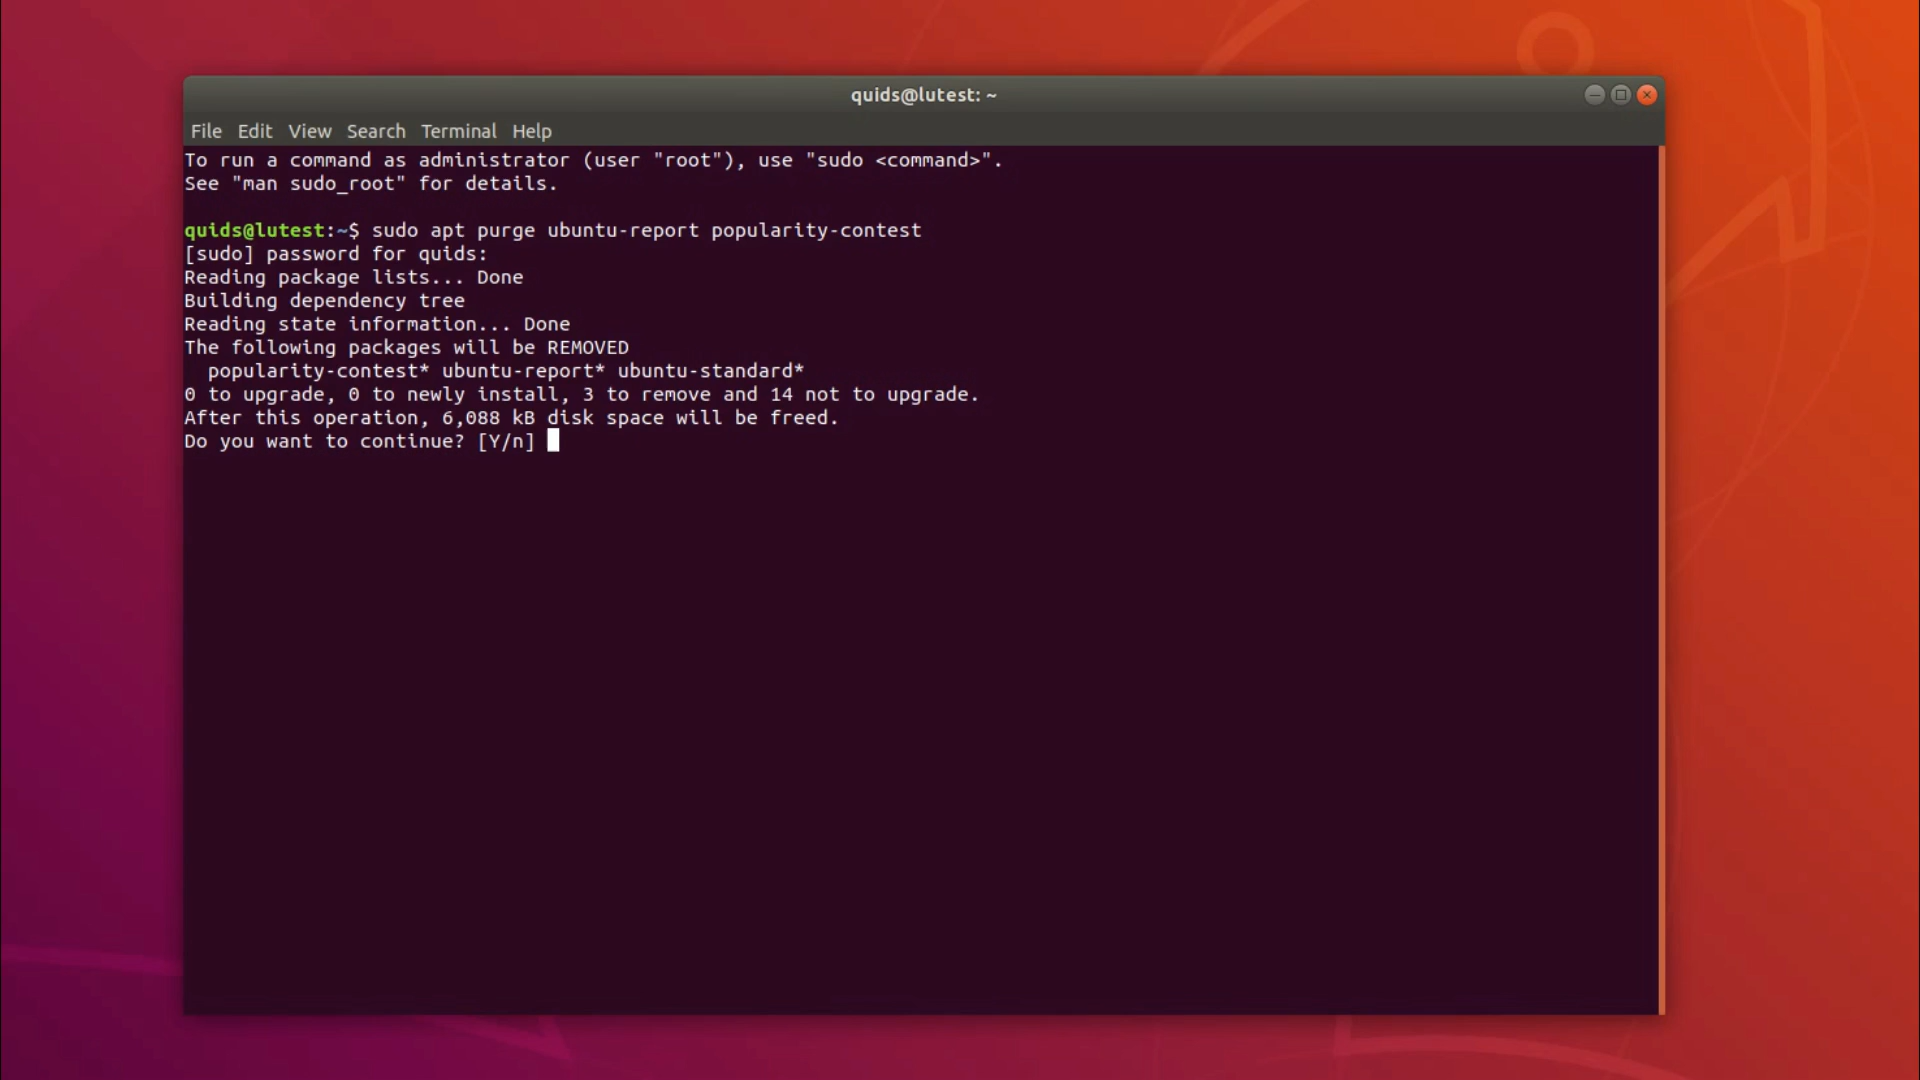 quids@lutest: ~
File Edit View Search Terminal Help
To run a command as administrator (user "root"), use "sudo <command>".
See "man sudo_root" for details.
quids@lutest:~$ sudo apt purge ubuntu-report popularity-contest
[sudo] password for quids:
Reading package lists... Done
Building dependency tree
Reading state information... Done
The following packages will be REMOVED
popularity-contest* ubuntu-report* ubuntu-standard*
0 to upgrade, 0 to newly install, 3 to remove and 14 not to upgrade.
After this operation, 6,088 kB disk space will be freed.
Do you want to continue? [Y/n]